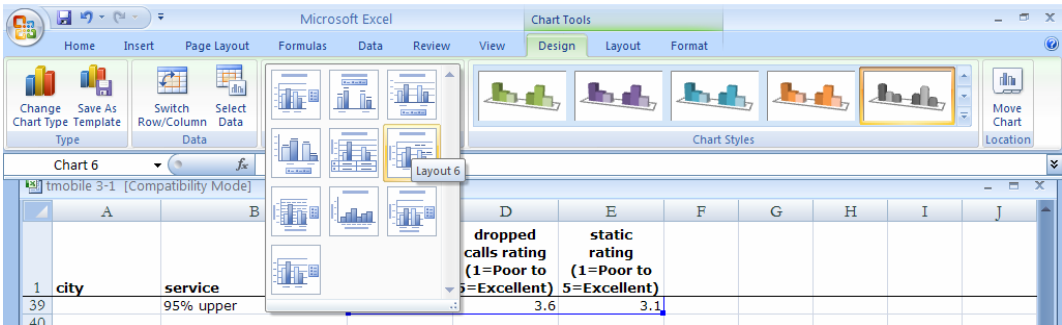 Microsoft Excel
Chart Tools
Home Insert Page Layout Formulas Data Review View Design Layout Format
Change Chart Type
Save As Template
Switch Row/Column
Select Data
Move Chart
Type
Data
Chart Styles
Location
Layout 6
Chart 6
fx
tmobile 3-1 [Compatibility Mode]
A B D E F G H I J
dropped static
calls rating rating
(1=Poor to (1=Poor to
1 city service 5=Excellent) 5=Excellent)
39 95% upper 3.6 3.1
40